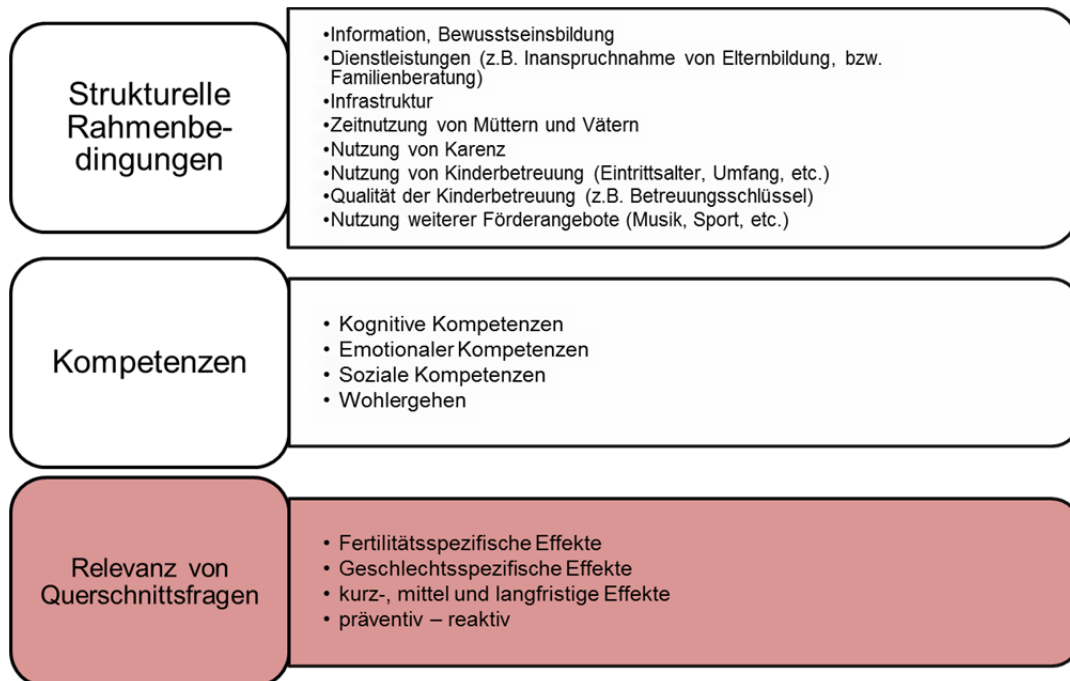 Strukturelle
Rahmenbe-
dingungen
•Information, Bewusstseinsbildung
•Dienstleistungen (z.B. Inanspruchnahme von Elternbildung, bzw.
Familienberatung)
•Infrastruktur
•Zeitnutzung von Müttern und Vätern
•Nutzung von Karenz
•Nutzung von Kinderbetreuung (Eintrittsalter, Umfang, etc.)
•Qualität der Kinderbetreuung (z.B. Betreuungsschlüssel)
•Nutzung weiterer Förderangebote (Musik, Sport, etc.)
Kompetenzen
• Kognitive Kompetenzen
• Emotionaler Kompetenzen
• Soziale Kompetenzen
• Wohlergehen
Relevanz von
Querschnittsfragen
• Fertilitätsspezifische Effekte
• Geschlechtsspezifische Effekte
• kurz-, mittel und langfristige Effekte
• präventiv – reaktiv